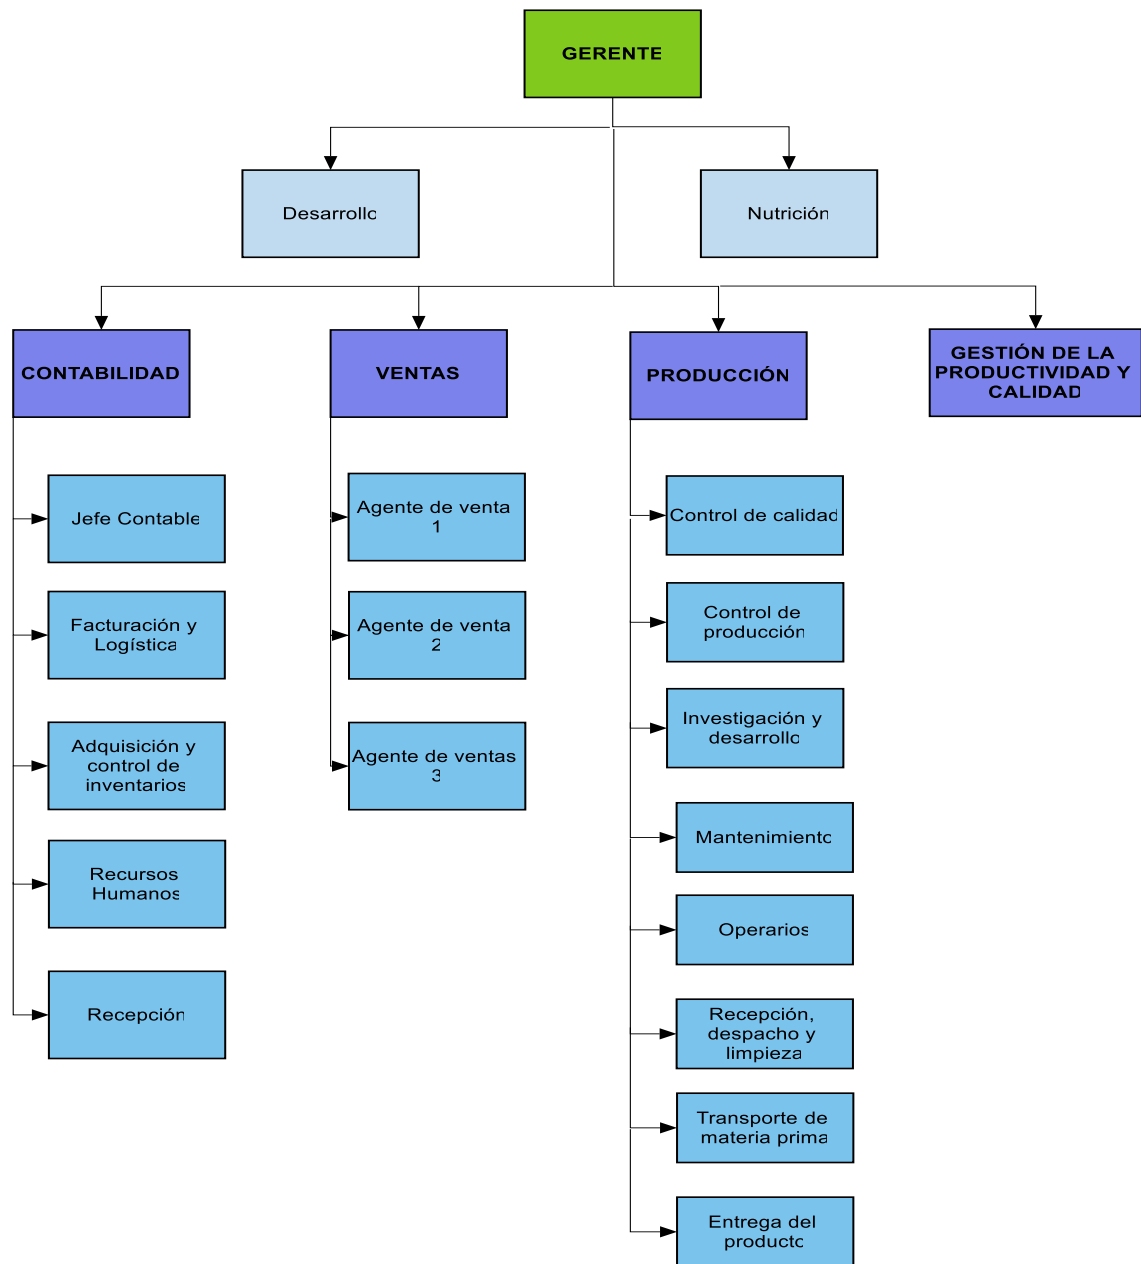 GERENTE
Desarrollo
Nutrición
CONTABILIDAD
VENTAS
PRODUCCIÓN
GESTIÓN DE LA
PRODUCTIVIDAD Y
CALIDAD
Jefe Contable
Facturación y
Logística
Adquisición y
control de
inventarios
Recursos
Humanos
Recepción
Agente de venta
1
Agente de venta
2
Agente de ventas
3
Control de calidad
Control de
producción
Investigación y
desarrollo
Mantenimiento
Operarios
Recepción,
despacho y
limpieza
Transporte de
materia prima
Entrega del
producto